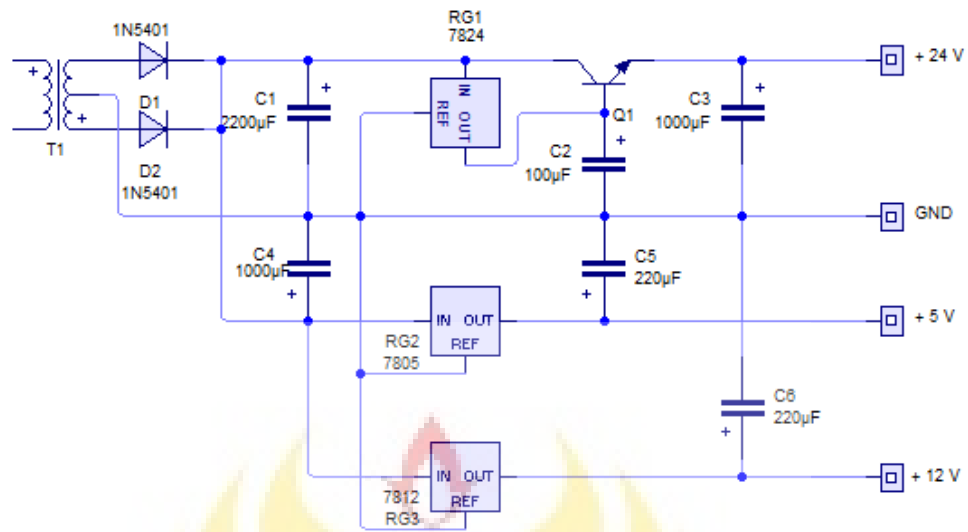 1N5401
RG1
7824
+ 24 V
D1
C1
2200µF
IN OUT
REF
Q1
C3
1000µF
T1
D2
1N5401
C2
100µF
GND
C4
1000µF
C5
220µF
IN OUT
REF
+ 5 V
RG2
7805
C6
220µF
IN OUT
REF
+ 12 V
7812
RG3